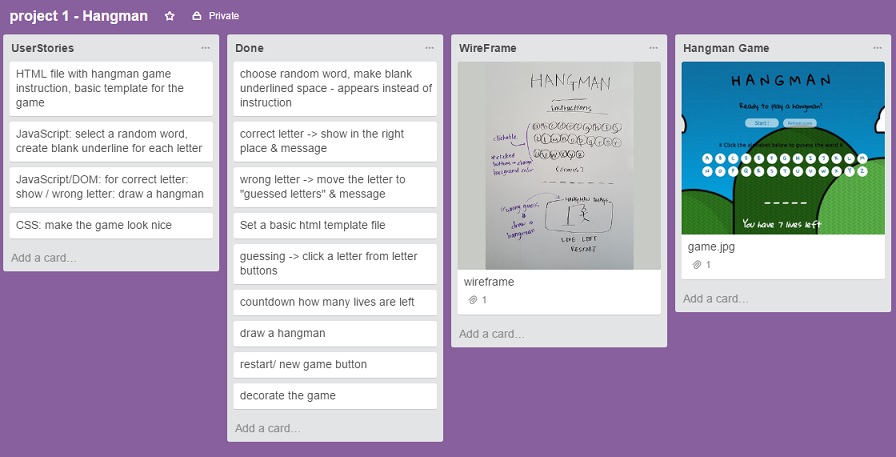 project 1 - Hangman
Private
UserStories
HTML file with hangman game
instruction, basic template for the
game
JavaScript: select a random word,
create blank underline for each letter
JavaScript/DOM: for correct letter:
show / wrong letter: draw a hangman
CSS: make the game look nice
Add a card...
Done
choose random word, make blank
underlined space - appears instead of
instruction
correct letter -> show in the right
place & message
wrong letter -> move the letter to
"guessed letters" & message
Set a basic html template file
guessing -> click a letter from letter
buttons
countdown how many lives are left
draw a hangman
restart/ new game button
decorate the game
Add a card...
WireFrame
HANGMAN
instructions
clickable
LIVE LEFT
RESTART
wireframe
1
Add a card...
Hangman Game
HANGMAN
Ready to play a hangman?
Start!
Click the alphabet below to guess the word
A B C D E F G H I J K L M
N O P Q R S T U V W X Y Z
You have 7 lives left
game.jpg
1
Add a card...